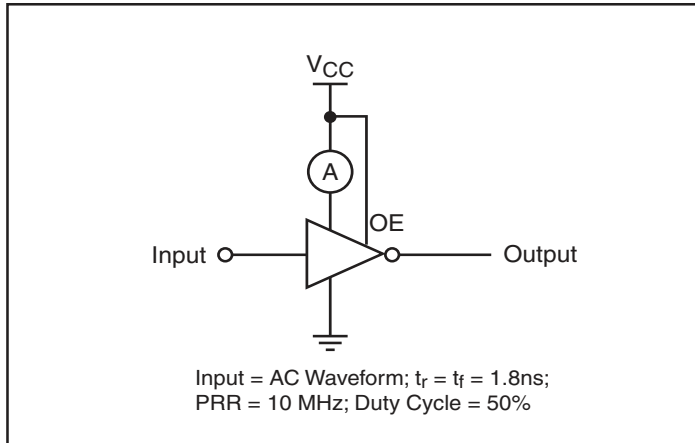 VCC
A
OE
Input
Output
Input = AC Waveform; tr = tf = 1.8ns;
PRR = 10 MHz; Duty Cycle = 50%